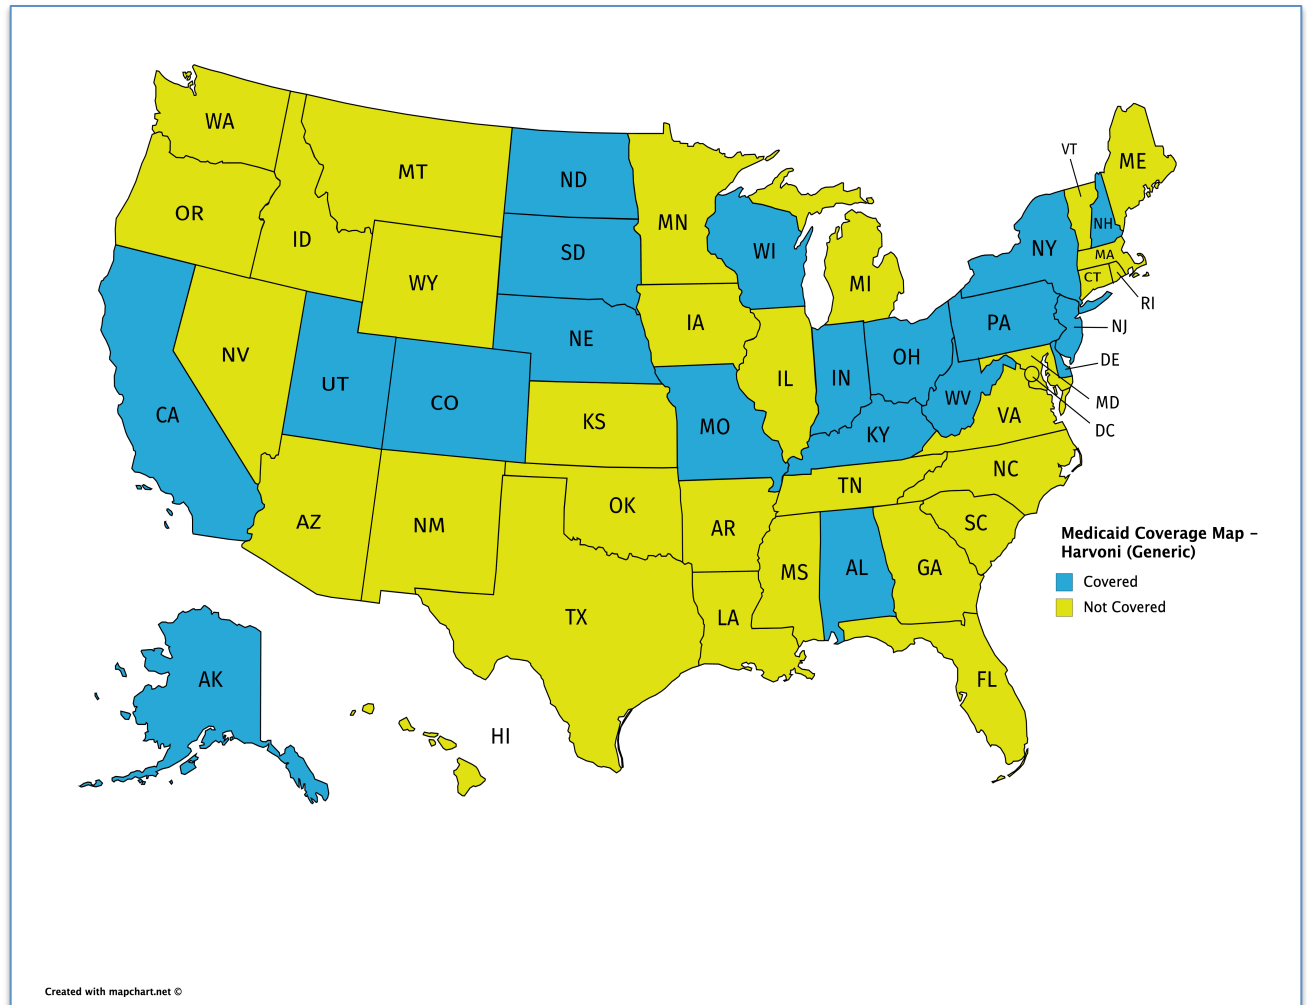 WA
MT
ND
VT
ME
OR
ID
MN
NH
SD
WI
NY
MA
WY
MI
CT
RI
NE
IA
PA
NJ
NV
UT
IL
IN
OH
DE
CO
WV
MD
CA
KS
MO
VA
DC
KY
NC
AZ
NM
OK
TN
AR
SC
Medicaid Coverage Map –
Harvoni (Generic)
MS
AL
GA
Covered
TX
LA
Not Covered
AK
FL
HI
Created with mapchart.net ©